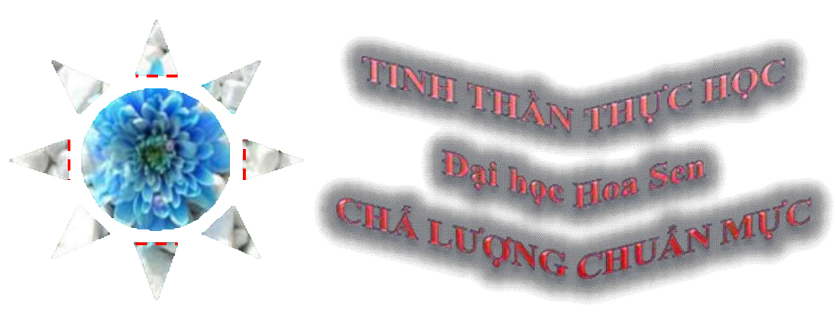 TINH THẦN THỰC HỌC
Đại học Hoa Sen
CHẤ LƯỢNG CHUẨN MỰC